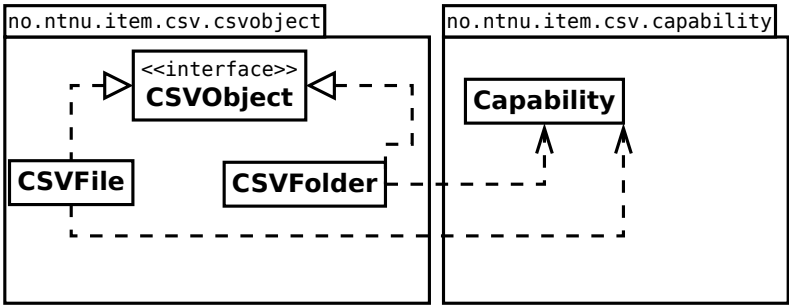 no.ntnu.item.csv.csvobject
no.ntnu.item.csv.capability
<<interface>>
CSVObject
Capability
CSVFile
CSVFolder